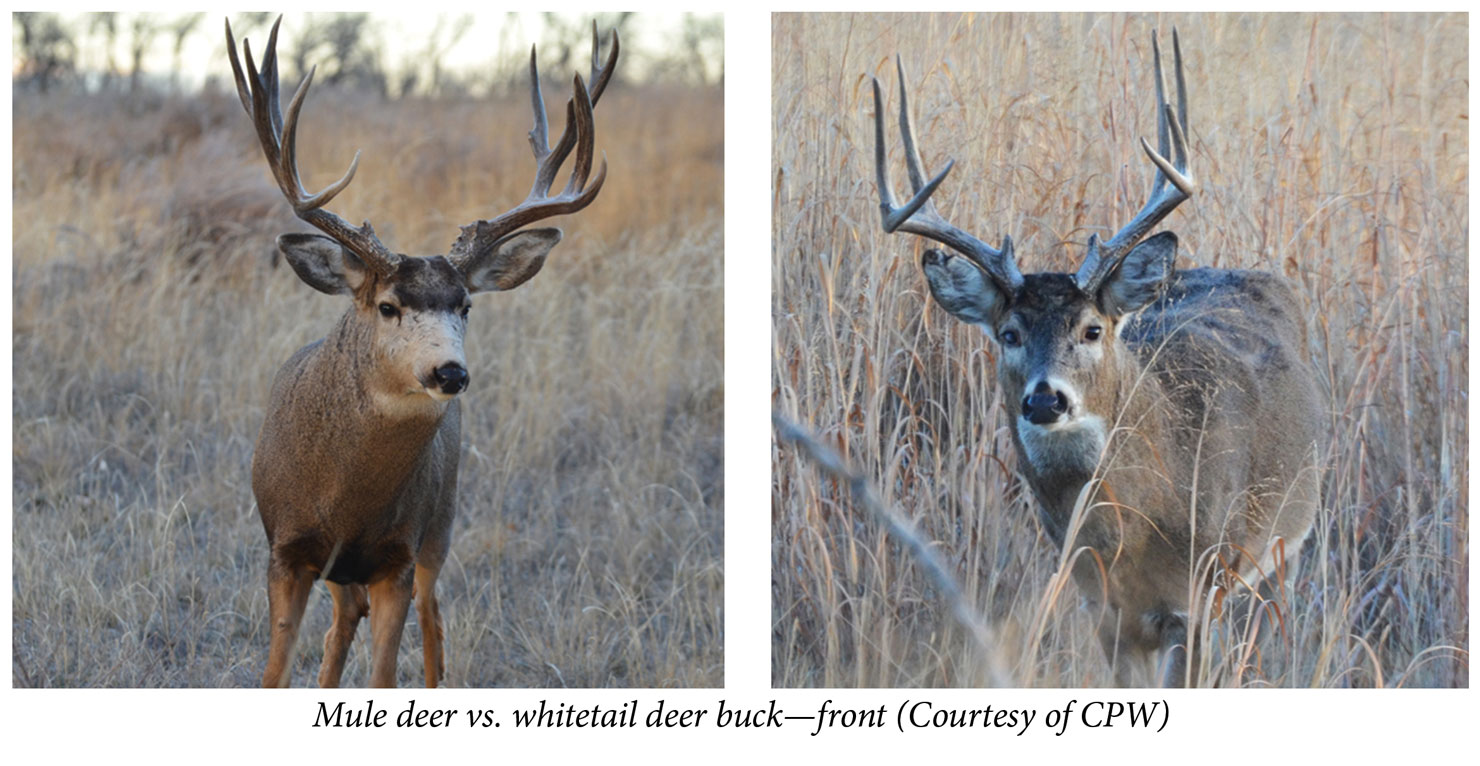 Mule deer vs. whitetail deer buck—front (Courtesy of CPW)